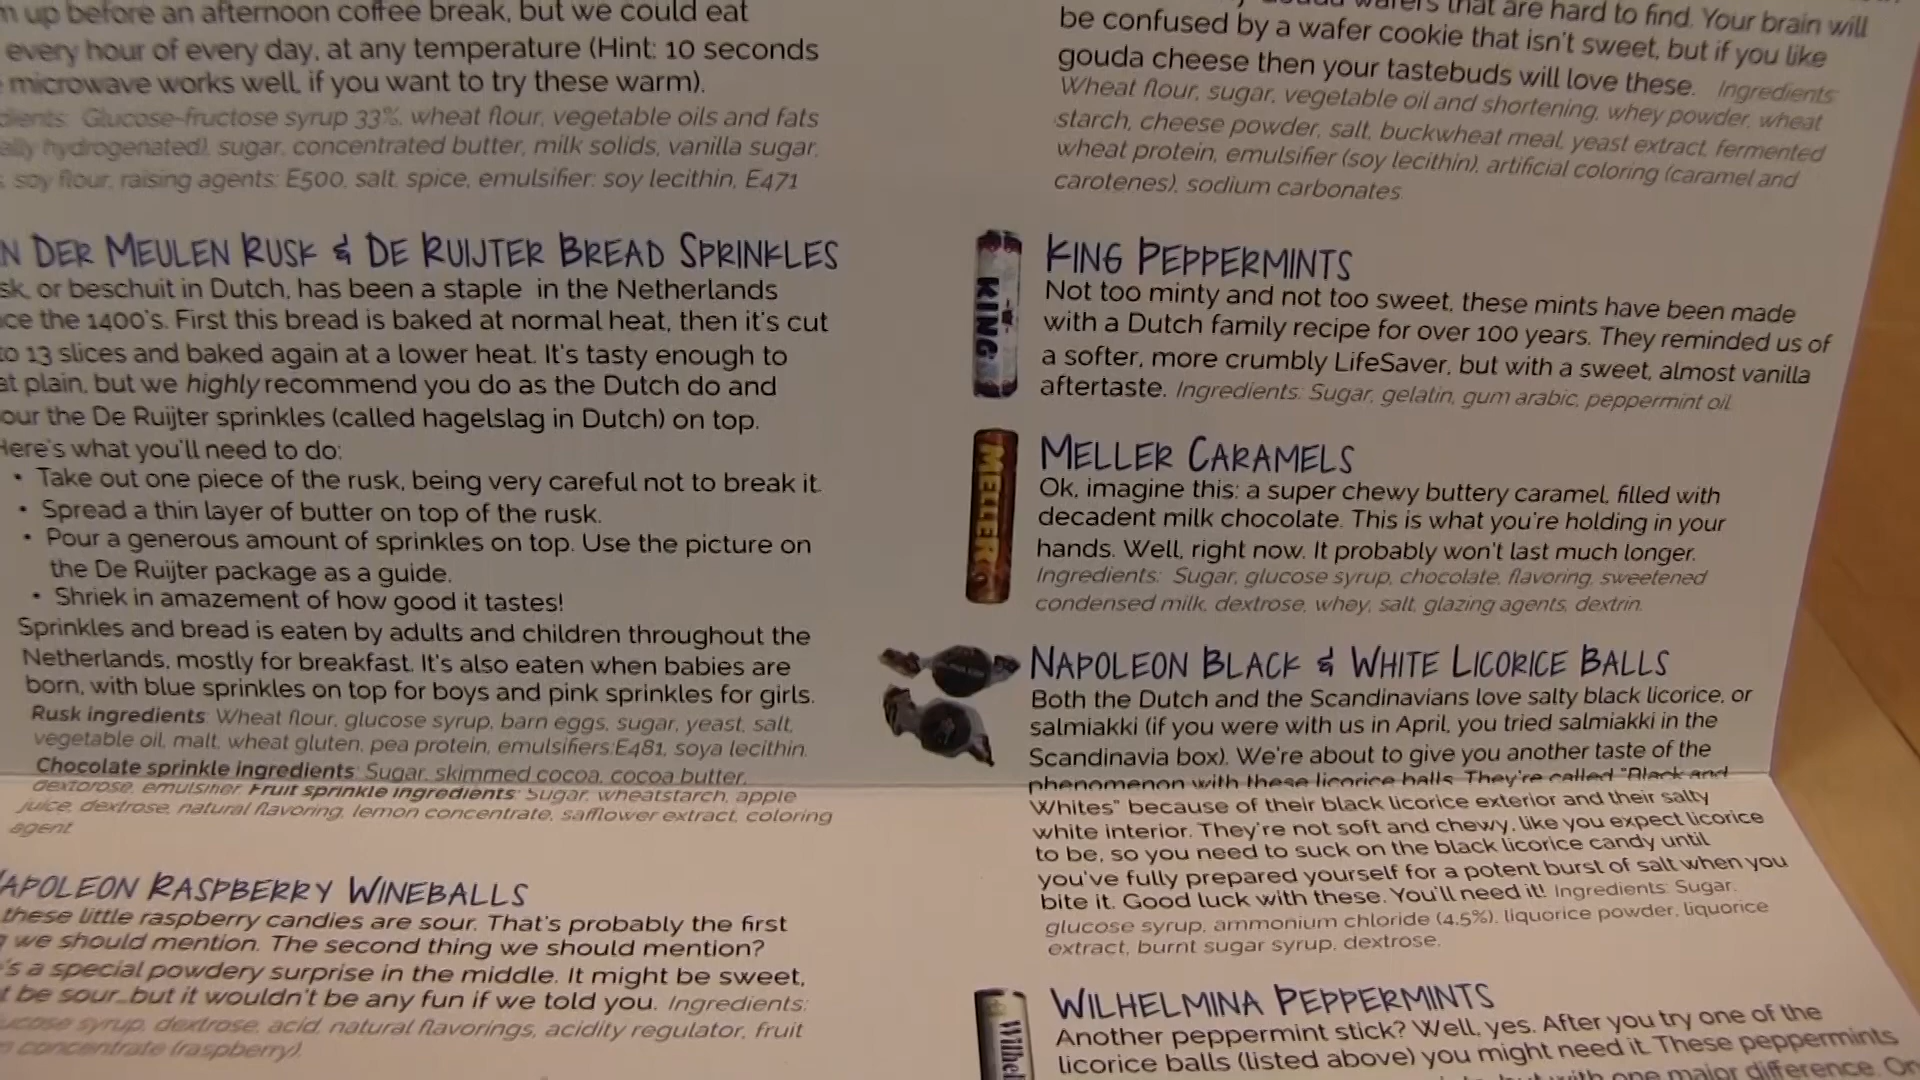 up before an afternoon coffee break, but we could eat
every hour of every day, at any temperature (Hint: 10 seconds
microwave works well, if you want to try these warm).
Glucose-fructose syrup 33%, wheat flour, vegetable oils and fats
hydrogenated), sugar, concentrated butter, milk solids, vanilla sugar,
soy flour, raising agents: E500, salt, spice, emulsifier: soy lecithin, E471
DER MEULEN RUSK & DE RUIJTER BREAD SPRINKLES
or beschuit in Dutch, has been a staple in the Netherlands
the 1400's. First this bread is baked at normal heat, then it's cut
13 slices and baked again at a lower heat. It's tasty enough to
plain, but we highly recommend you do as the Dutch do and
the De Ruijter sprinkles (called hagelslag in Dutch) on top.
Here's what you'll need to do:
• Take out one piece of the rusk, being very careful not to break it.
• Spread a thin layer of butter on top of the rusk.
• Pour a generous amount of sprinkles on top. Use the picture on
the De Ruijter package as a guide.
• Shriek in amazement of how good it tastes!
Sprinkles and bread is eaten by adults and children throughout the
Netherlands, mostly for breakfast. It's also eaten when babies are
born, with blue sprinkles on top for boys and pink sprinkles for girls.
Rusk ingredients: Wheat flour, glucose syrup, barn eggs, sugar, yeast, salt,
vegetable oil, malt, wheat gluten, pea protein, emulsifiers:E481, soya lecithin.
Chocolate sprinkle ingredients: Sugar, skimmed cocoa, cocoa butter,
dextorose, emulsifier. Fruit sprinkle ingredients: Sugar, wheatstarch, apple
juice, dextrose, natural flavoring, lemon concentrate, safflower extract, coloring
agent
NAPOLEON RASPBERRY WINEBALLS
these little raspberry candies are sour. That's probably the first
we should mention. The second thing we should mention?
a special powdery surprise in the middle. It might be sweet,
be sour...but it wouldn't be any fun if we told you. Ingredients:
syrup, dextrose, acid, natural flavorings, acidity regulator, fruit
concentrate (raspberry).
wafers that are hard to find. Your brain will
be confused by a wafer cookie that isn't sweet, but if you like
gouda cheese then your tastebuds will love these. Ingredients:
Wheat flour, sugar, vegetable oil and shortening, whey powder, wheat
starch, cheese powder, salt, buckwheat meal, yeast extract, fermented
wheat protein, emulsifier (soy lecithin), artificial coloring (caramel and
carotenes), sodium carbonates.
KING
KING PEPPERMINTS
Not too minty and not too sweet, these mints have been made
with a Dutch family recipe for over 100 years. They reminded us of
a softer, more crumbly LifeSaver, but with a sweet, almost vanilla
aftertaste. Ingredients: Sugar, gelatin, gum arabic, peppermint oil.
MELLER
MELLER CARAMELS
Ok, imagine this: a super chewy buttery caramel, filled with
decadent milk chocolate. This is what you're holding in your
hands. Well, right now. It probably won't last much longer.
Ingredients: Sugar, glucose syrup, chocolate, flavoring, sweetened
condensed milk, dextrose, whey, salt, glazing agents, dextrin.
NAPOLEON BLACK & WHITE LICORICE BALLS
Both the Dutch and the Scandinavians love salty black licorice, or
salmiakki (if you were with us in April, you tried salmiakki in the
Scandinavia box). We're about to give you another taste of the
phenomenon with these licorice balls. They're called "Black and
Whites" because of their black licorice exterior and their salty
white interior. They're not soft and chewy, like you expect licorice
to be, so you need to suck on the black licorice candy until
you've fully prepared yourself for a potent burst of salt when you
bite it. Good luck with these. You'll need it! Ingredients: Sugar,
glucose syrup, ammonium chloride (4.5%), liquorice powder, liquorice
extract, burnt sugar syrup, dextrose.
Wilhel
WILHELMINA PEPPERMINTS
Another peppermint stick? Well, yes. After you try one of the
licorice balls (listed above) you might need it. These peppermints
with one major difference.